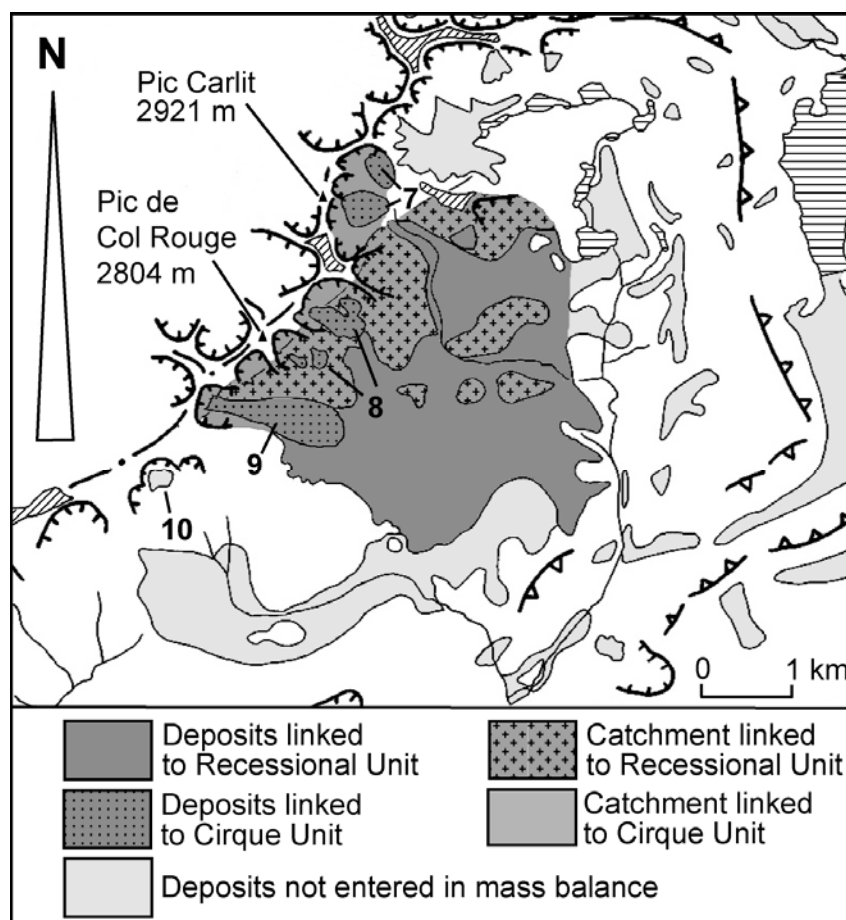 N
Pic Carlit
2921 m
Pic de
Col Rouge
2804 m
7
8
9
10
0 1 km
Deposits linked
to Recessional Unit
Catchment linked
to Recessional Unit
Deposits linked
to Cirque Unit
Catchment linked
to Cirque Unit
Deposits not entered in mass balance